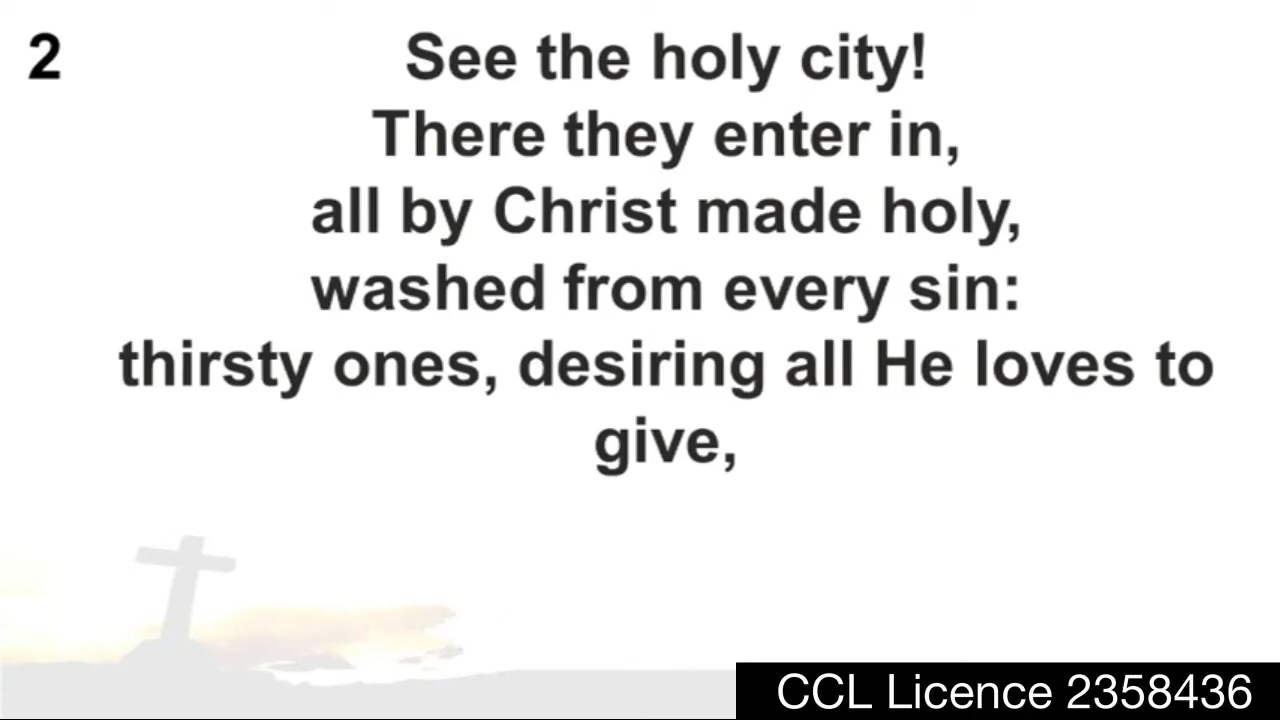 2
See the holy city!
There they enter in,
all by Christ made holy,
washed from every sin:
thirsty ones, desiring all He loves to
give,
CCL Licence 2358436